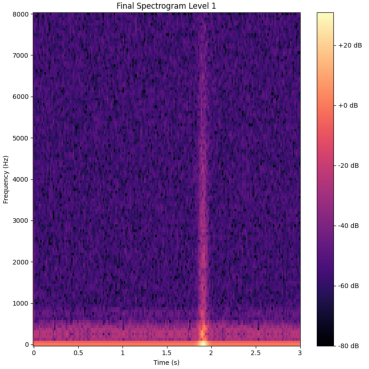 Final Spectrogram Level 1
8000
7000
6000
5000
4000
3000
2000
1000
0
Frequency (Hz)
0 0.5 1 1.5 2 2.5 3
Time (s)
+20 dB
+0 dB
-20 dB
-40 dB
-60 dB
-80 dB